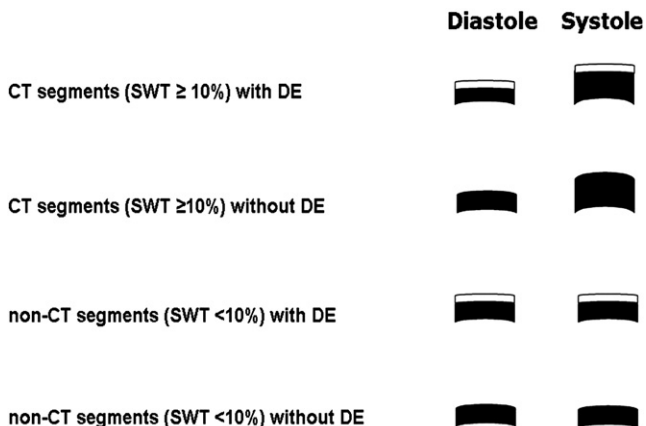 Diastole Systole
CT segments (SWT ≥ 10%) with DE
CT segments (SWT ≥10%) without DE
non-CT segments (SWT <10%) with DE
non-CT segments (SWT <10%) without DE